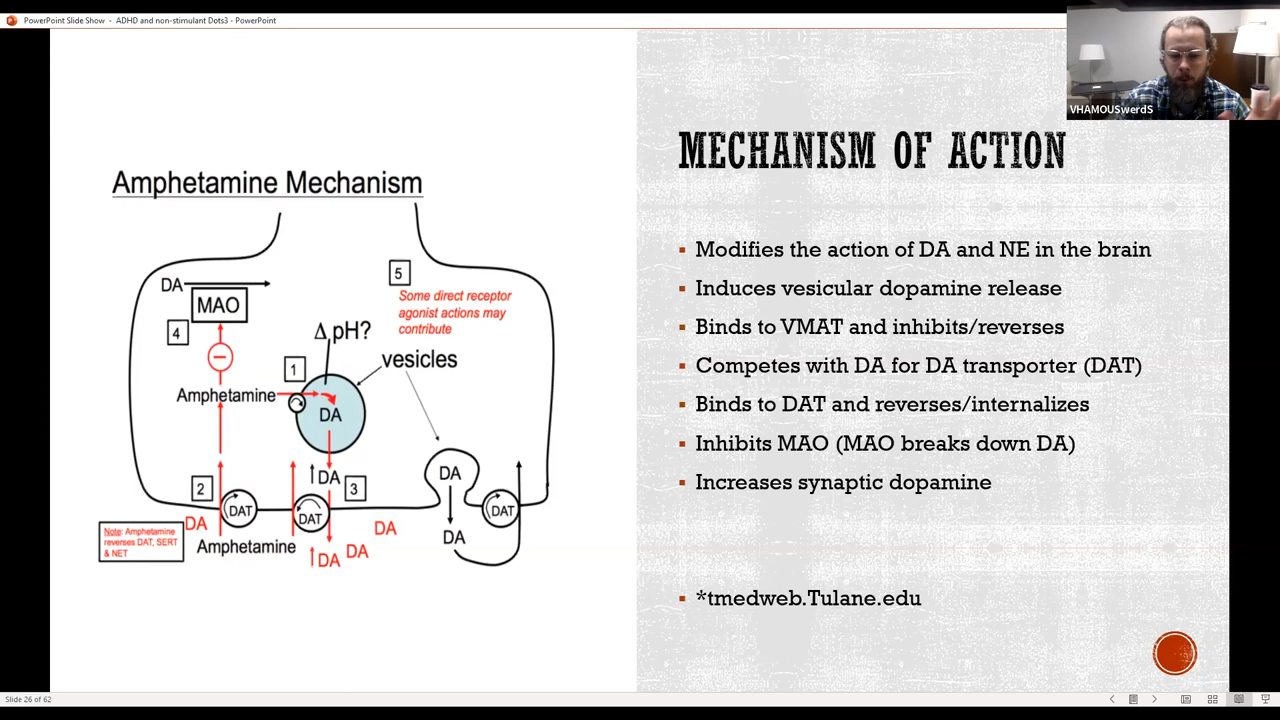 PowerPoint Slide Show - ADHD and non-stimulant Dots3 - PowerPoint
VHAMOUSwerdS
Amphetamine Mechanism
DA
MAO
4
5
Some direct receptor
agonist actions may
contribute
Δ pH?
vesicles
1
Amphetamine
DA
↑DA
3
2
DAT
DAT
DA
DAT
DA
Note: Amphetamine
reverses DAT, SERT
& NET
DA
Amphetamine
↑DA
DA
DA
MECHANISM OF ACTION
▪ Modifies the action of DA and NE in the brain
▪ Induces vesicular dopamine release
▪ Binds to VMAT and inhibits/reverses
▪ Competes with DA for DA transporter (DAT)
▪ Binds to DAT and reverses/internalizes
▪ Inhibits MAO (MAO breaks down DA)
▪ Increases synaptic dopamine
▪ *tmedweb.Tulane.edu
Slide 26 of 62